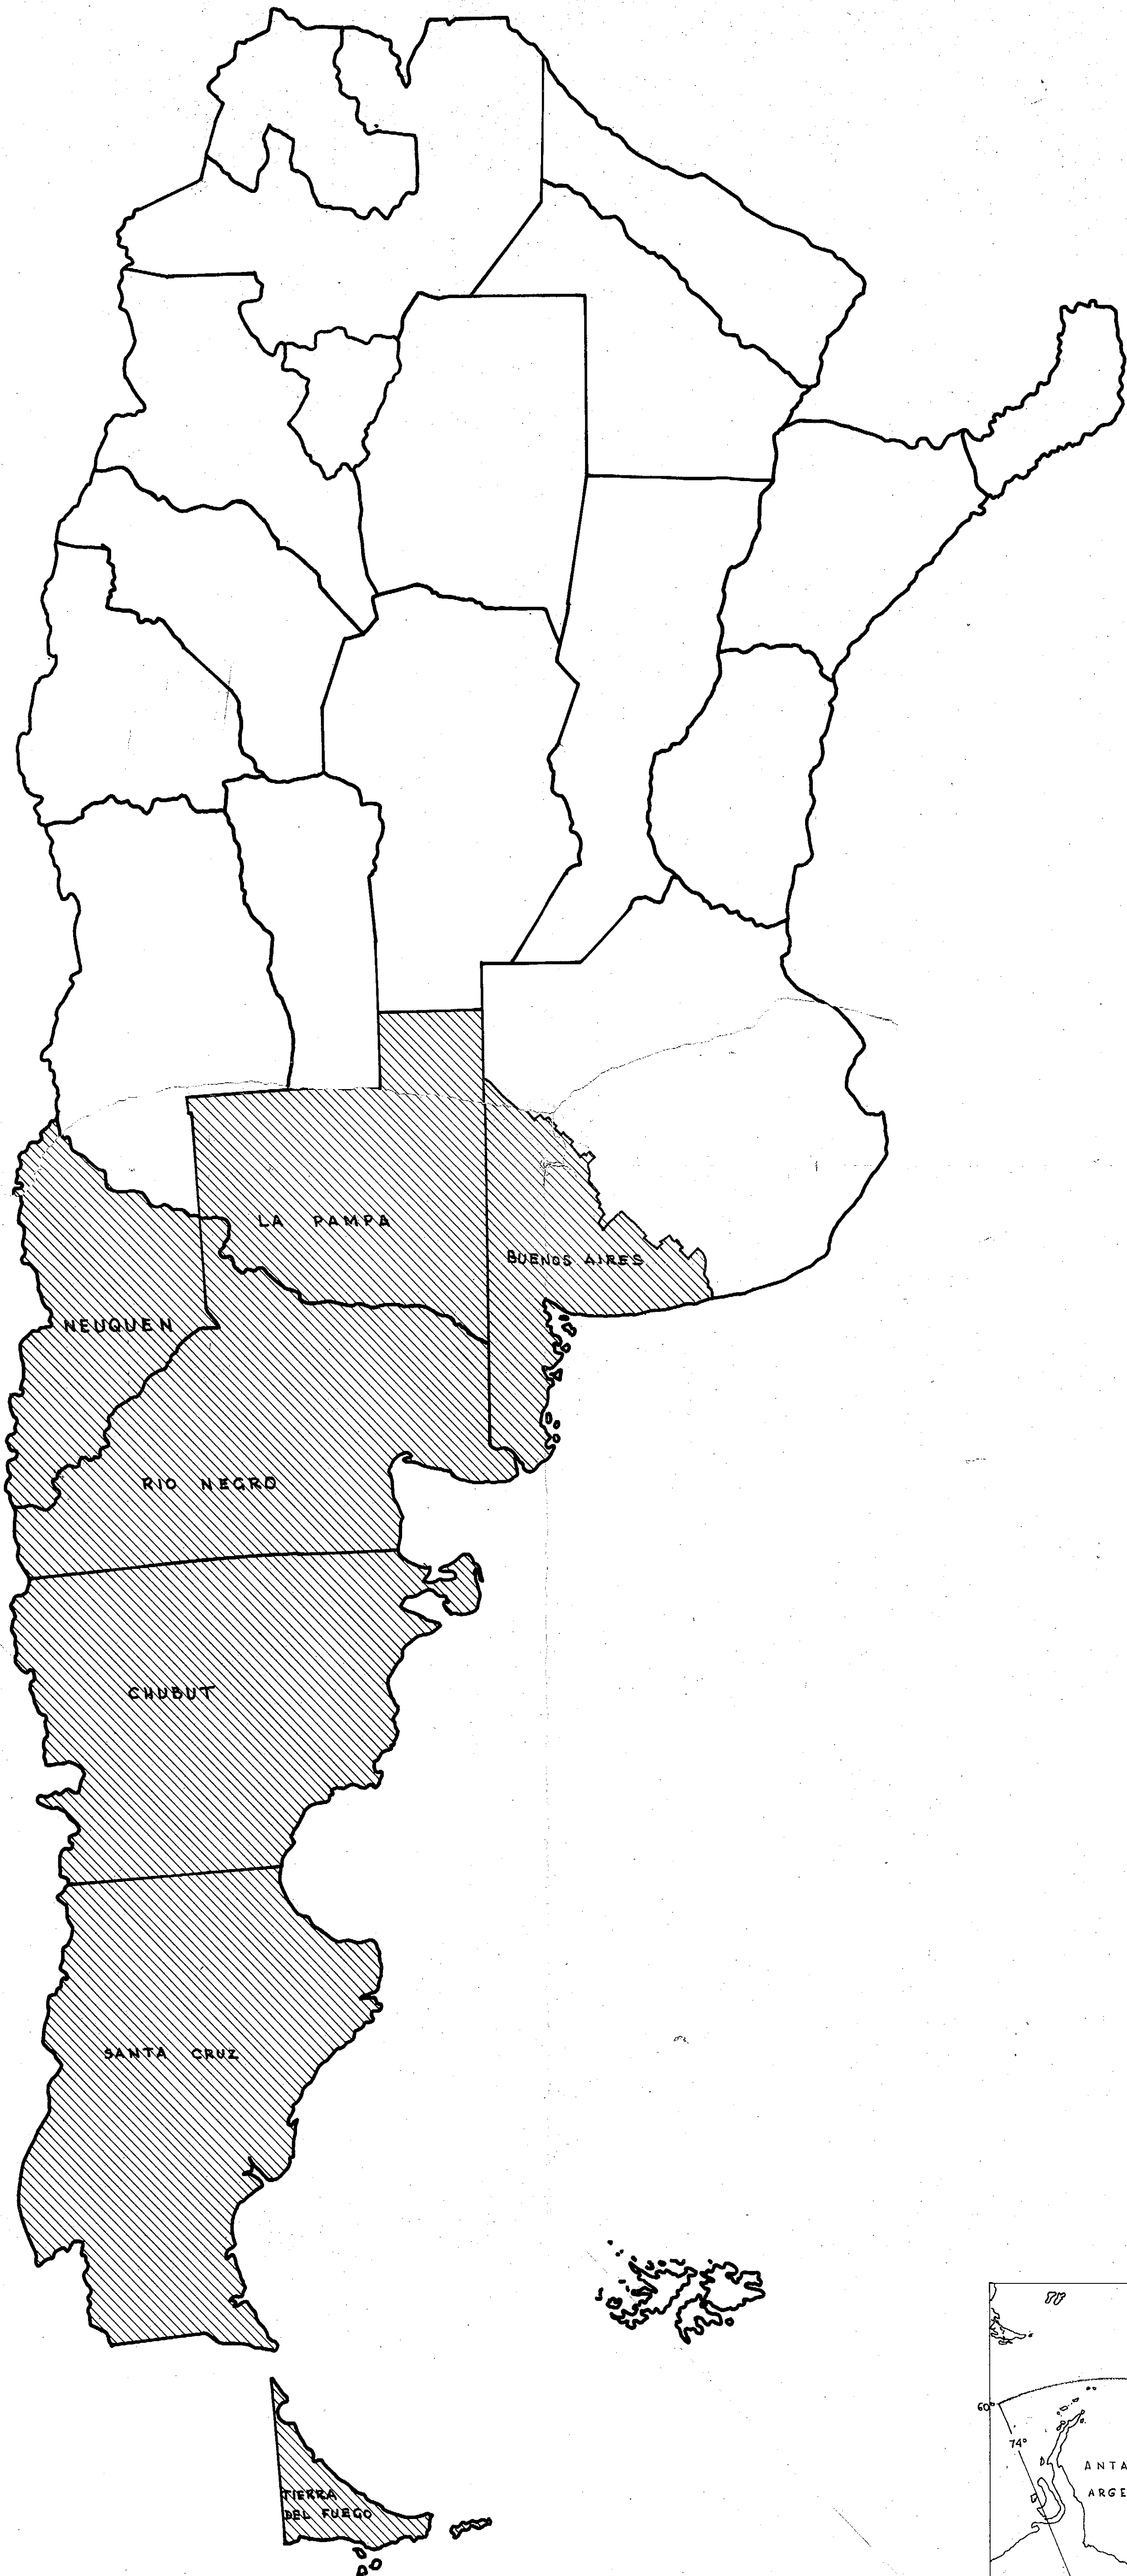 LA PAMPA
BUENOS AIRES
NEUQUEN
RIO NEGRO
CHUBUT
SANTA CRUZ
TIERRA
DEL FUEGO
60°
74°
ANTA
ARGE